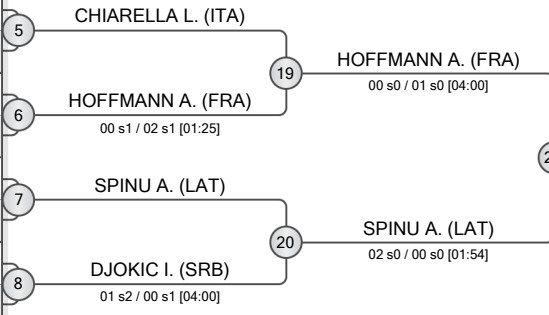 CHIARELLA L. (ITA)
5
19
HOFFMANN A. (FRA)
00 s0 / 01 s0 [04:00]
HOFFMANN A. (FRA)
6
00 s1 / 02 s1 [01:25]
SPINU A. (LAT)
7
20
SPINU A. (LAT)
02 s0 / 00 s0 [01:54]
DJOKIC I. (SRB)
8
01 s2 / 00 s1 [04:00]